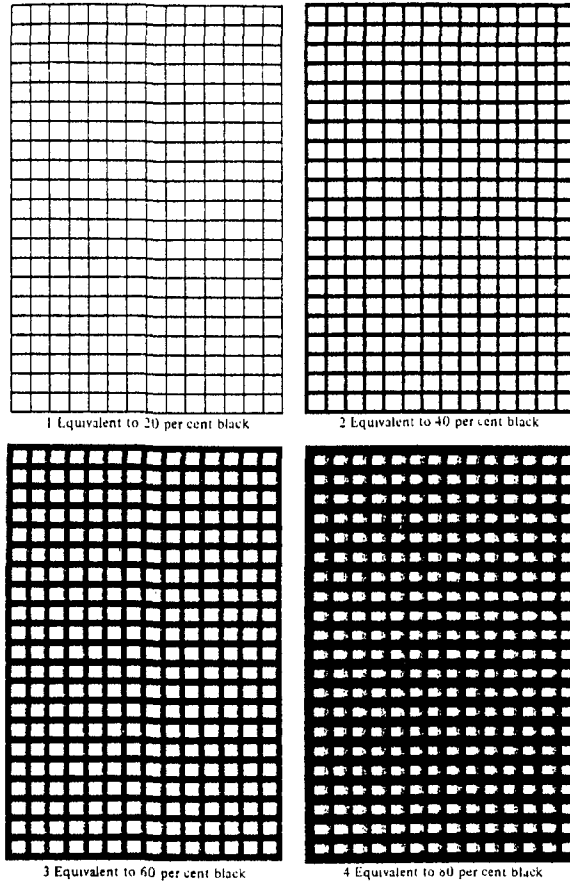 1 Equivalent to 20 per cent black
2 Equivalent to 40 per cent black
3 Equivalent to 60 per cent black
4 Equivalent to 80 per cent black